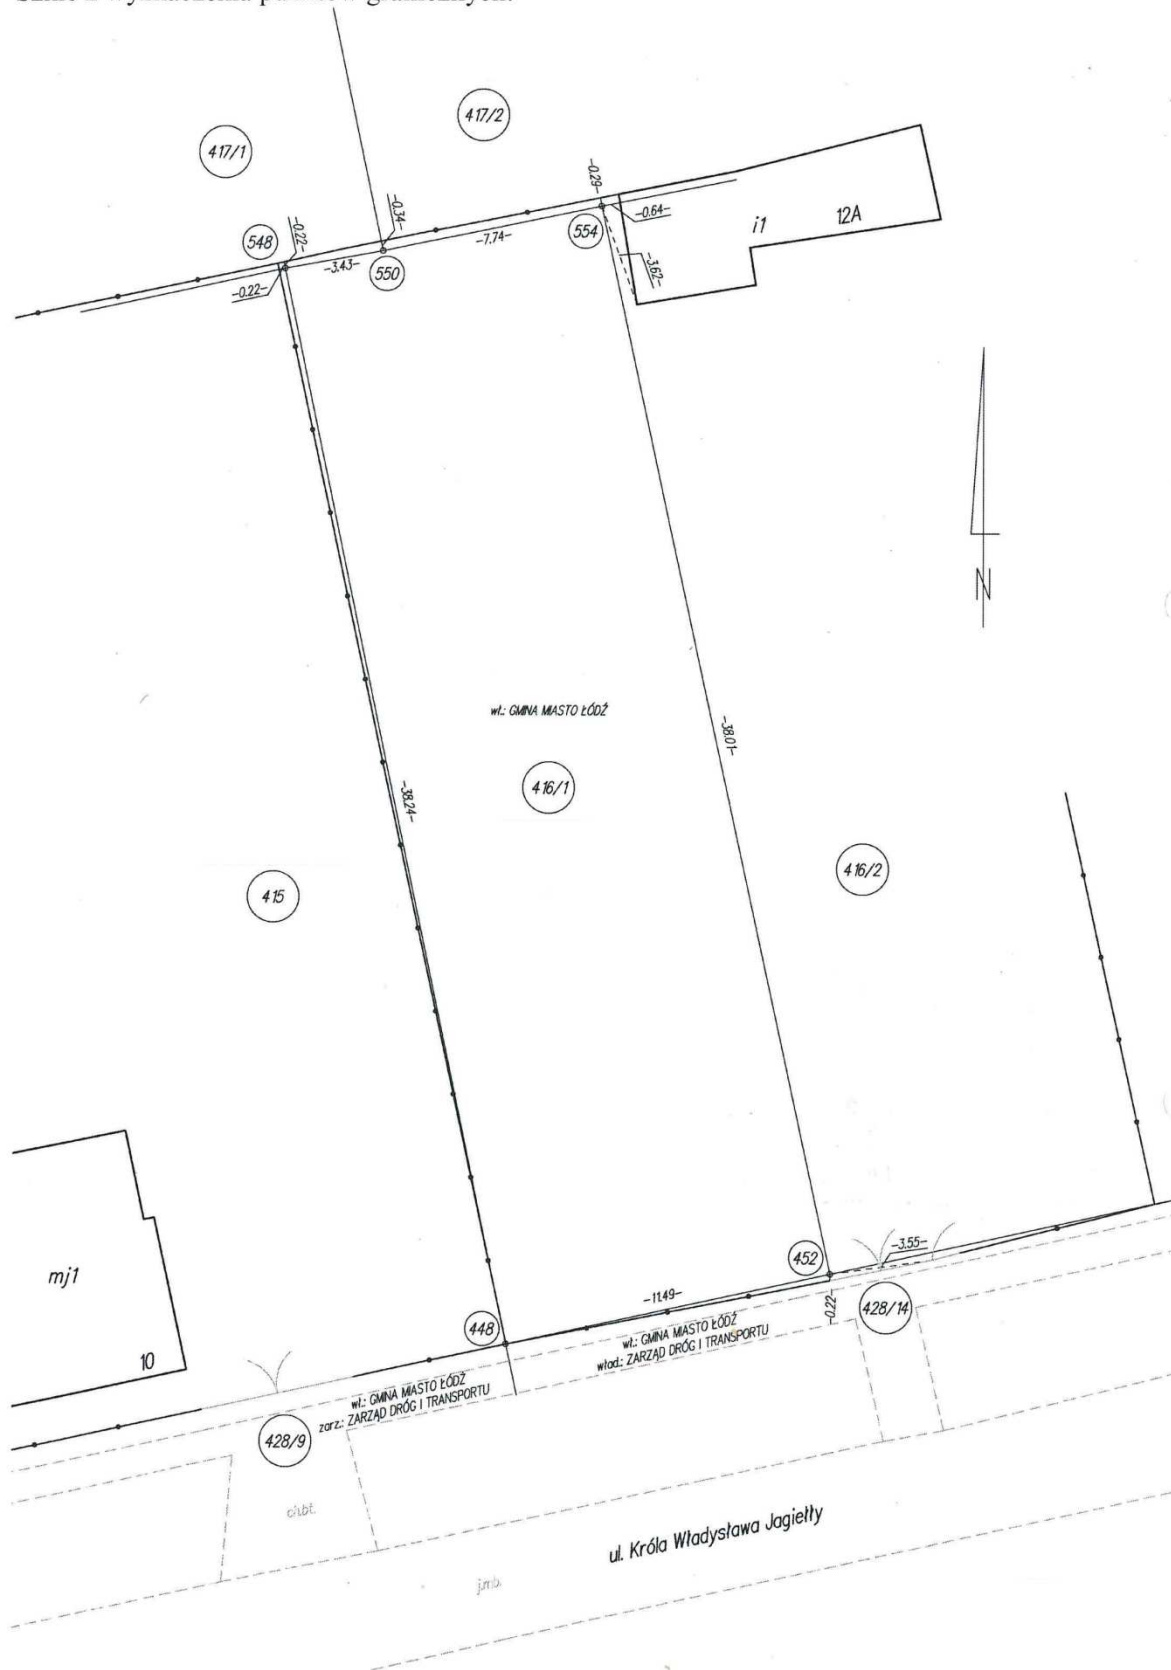 417/1
417/2
-0.29-
-0.34-
-0.64-
i1
12A
548
-0.22-
-7.74-
554
-3.43-
550
-3.62-
-0.22-
N
wł.: GMINA MIASTO ŁÓDŹ
-38.01-
416/1
-38.24-
415
416/2
mj1
452
-3.55-
-11.49-
-0.22-
428/14
448
wł.: GMINA MIASTO ŁÓDŹ
wład.: ZARZĄD DRÓG I TRANSPORTU
10
wł.: GMINA MIASTO ŁÓDŹ
zarz.: ZARZĄD DRÓG I TRANSPORTU
428/9
ch.bt.
ul. Króla Władysława Jagiełły
j.mb.